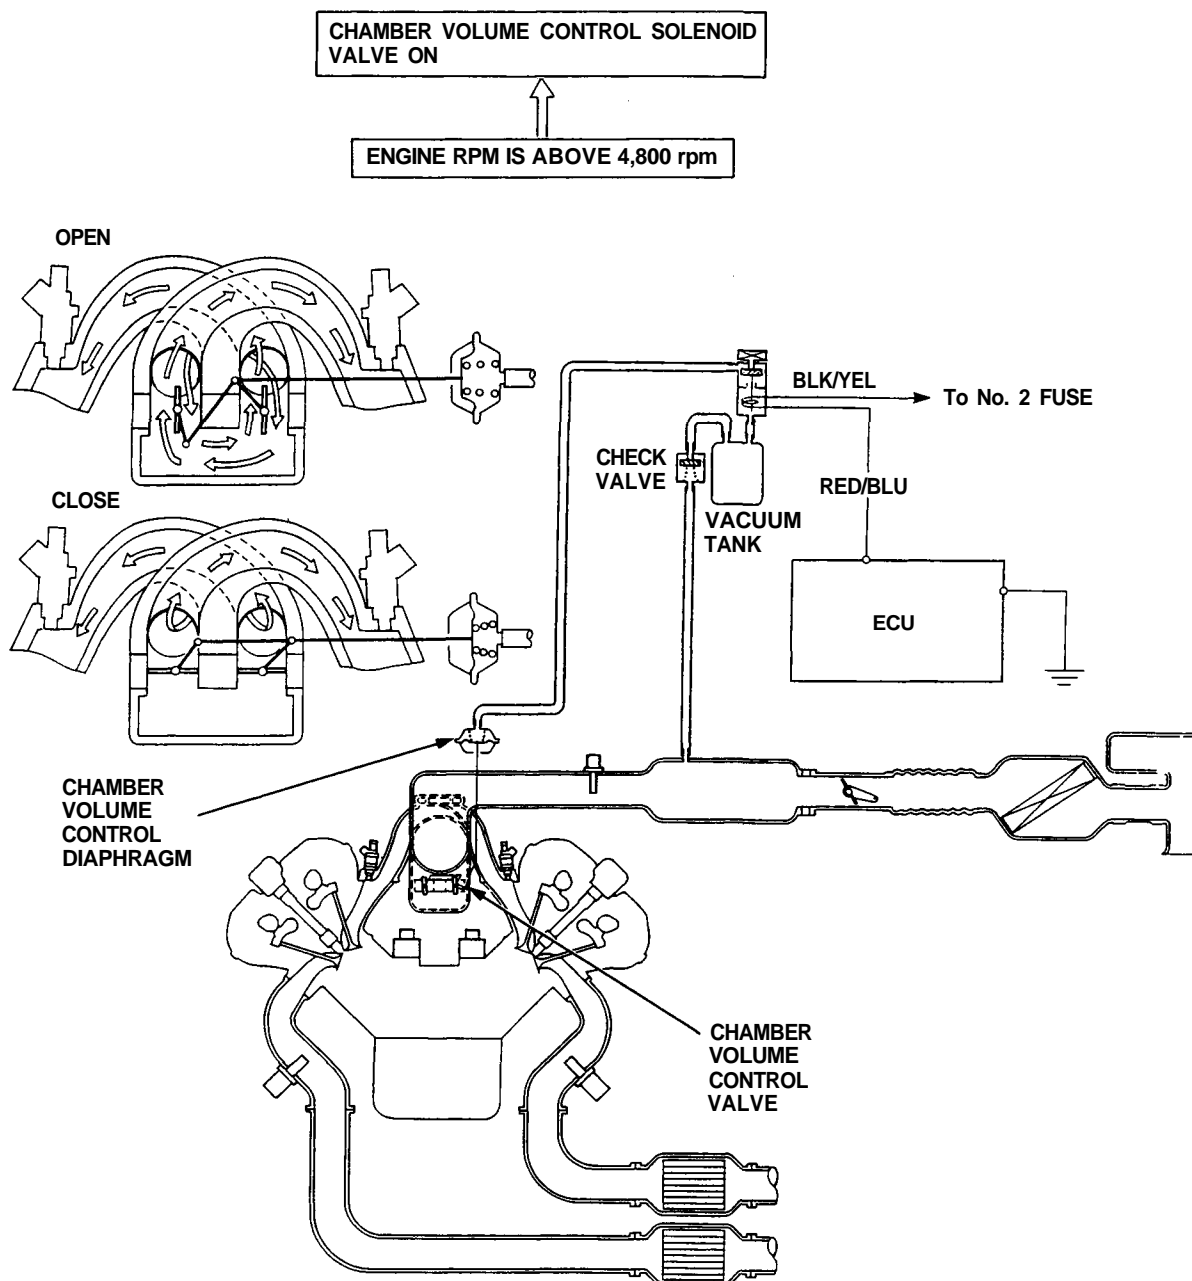 CHAMBER VOLUME CONTROL SOLENOID
VALVE ON
ENGINE RPM IS ABOVE 4,800 rpm
OPEN
BLK/YEL
To No. 2 FUSE
CHECK
VALVE
RED/BLU
VACUUM
TANK
CLOSE
ECU
CHAMBER
VOLUME
CONTROL
DIAPHRAGM
CHAMBER
VOLUME
CONTROL
VALVE